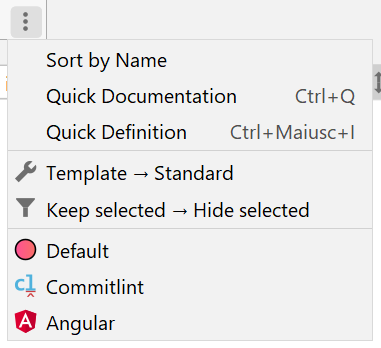 Sort by Name
Quick Documentation Ctrl+Q
Quick Definition Ctrl+Maiusc+I
Template → Standard
Keep selected → Hide selected
Default
Commitlint
Angular